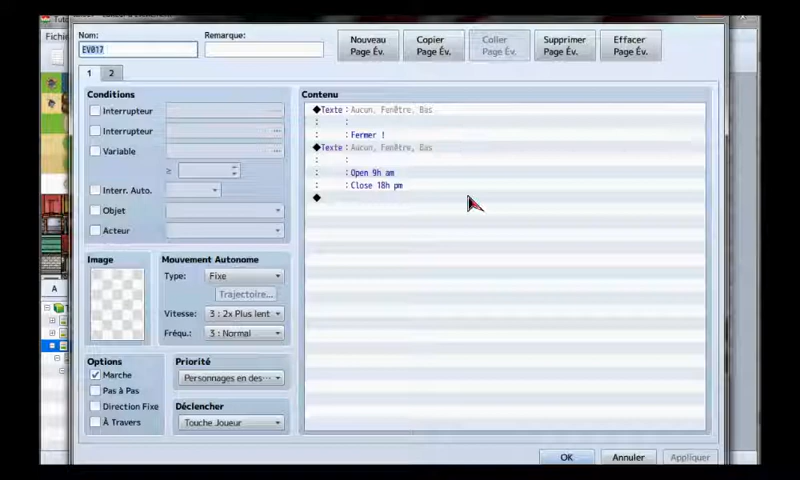 Nom:
Remarque:
EV017
Nouveau
Page Év.
Copier
Page Év.
Coller
Page Év.
Supprimer
Page Év.
Effacer
Page Év.
1 2
Conditions
Interrupteur
Interrupteur
Variable
≥
Interr. Auto.
Objet
Acteur
Image
Mouvement Autonome
Type: Fixe
Trajectoire...
Vitesse: 3 : 2x Plus lent
Fréqu.: 3 : Normal
Options
Marche
Pas à Pas
Direction Fixe
À Travers
Priorité
Personnages en des…
Déclencher
Touche Joueur
Contenu
◆Texte : Aucun, Fenêtre, Bas
: :
: : Fermer !
◆Texte : Aucun, Fenêtre, Bas
: :
: : Open 9h am
: : Close 18h pm
◆
OK
Annuler
Appliquer
Fichie
A